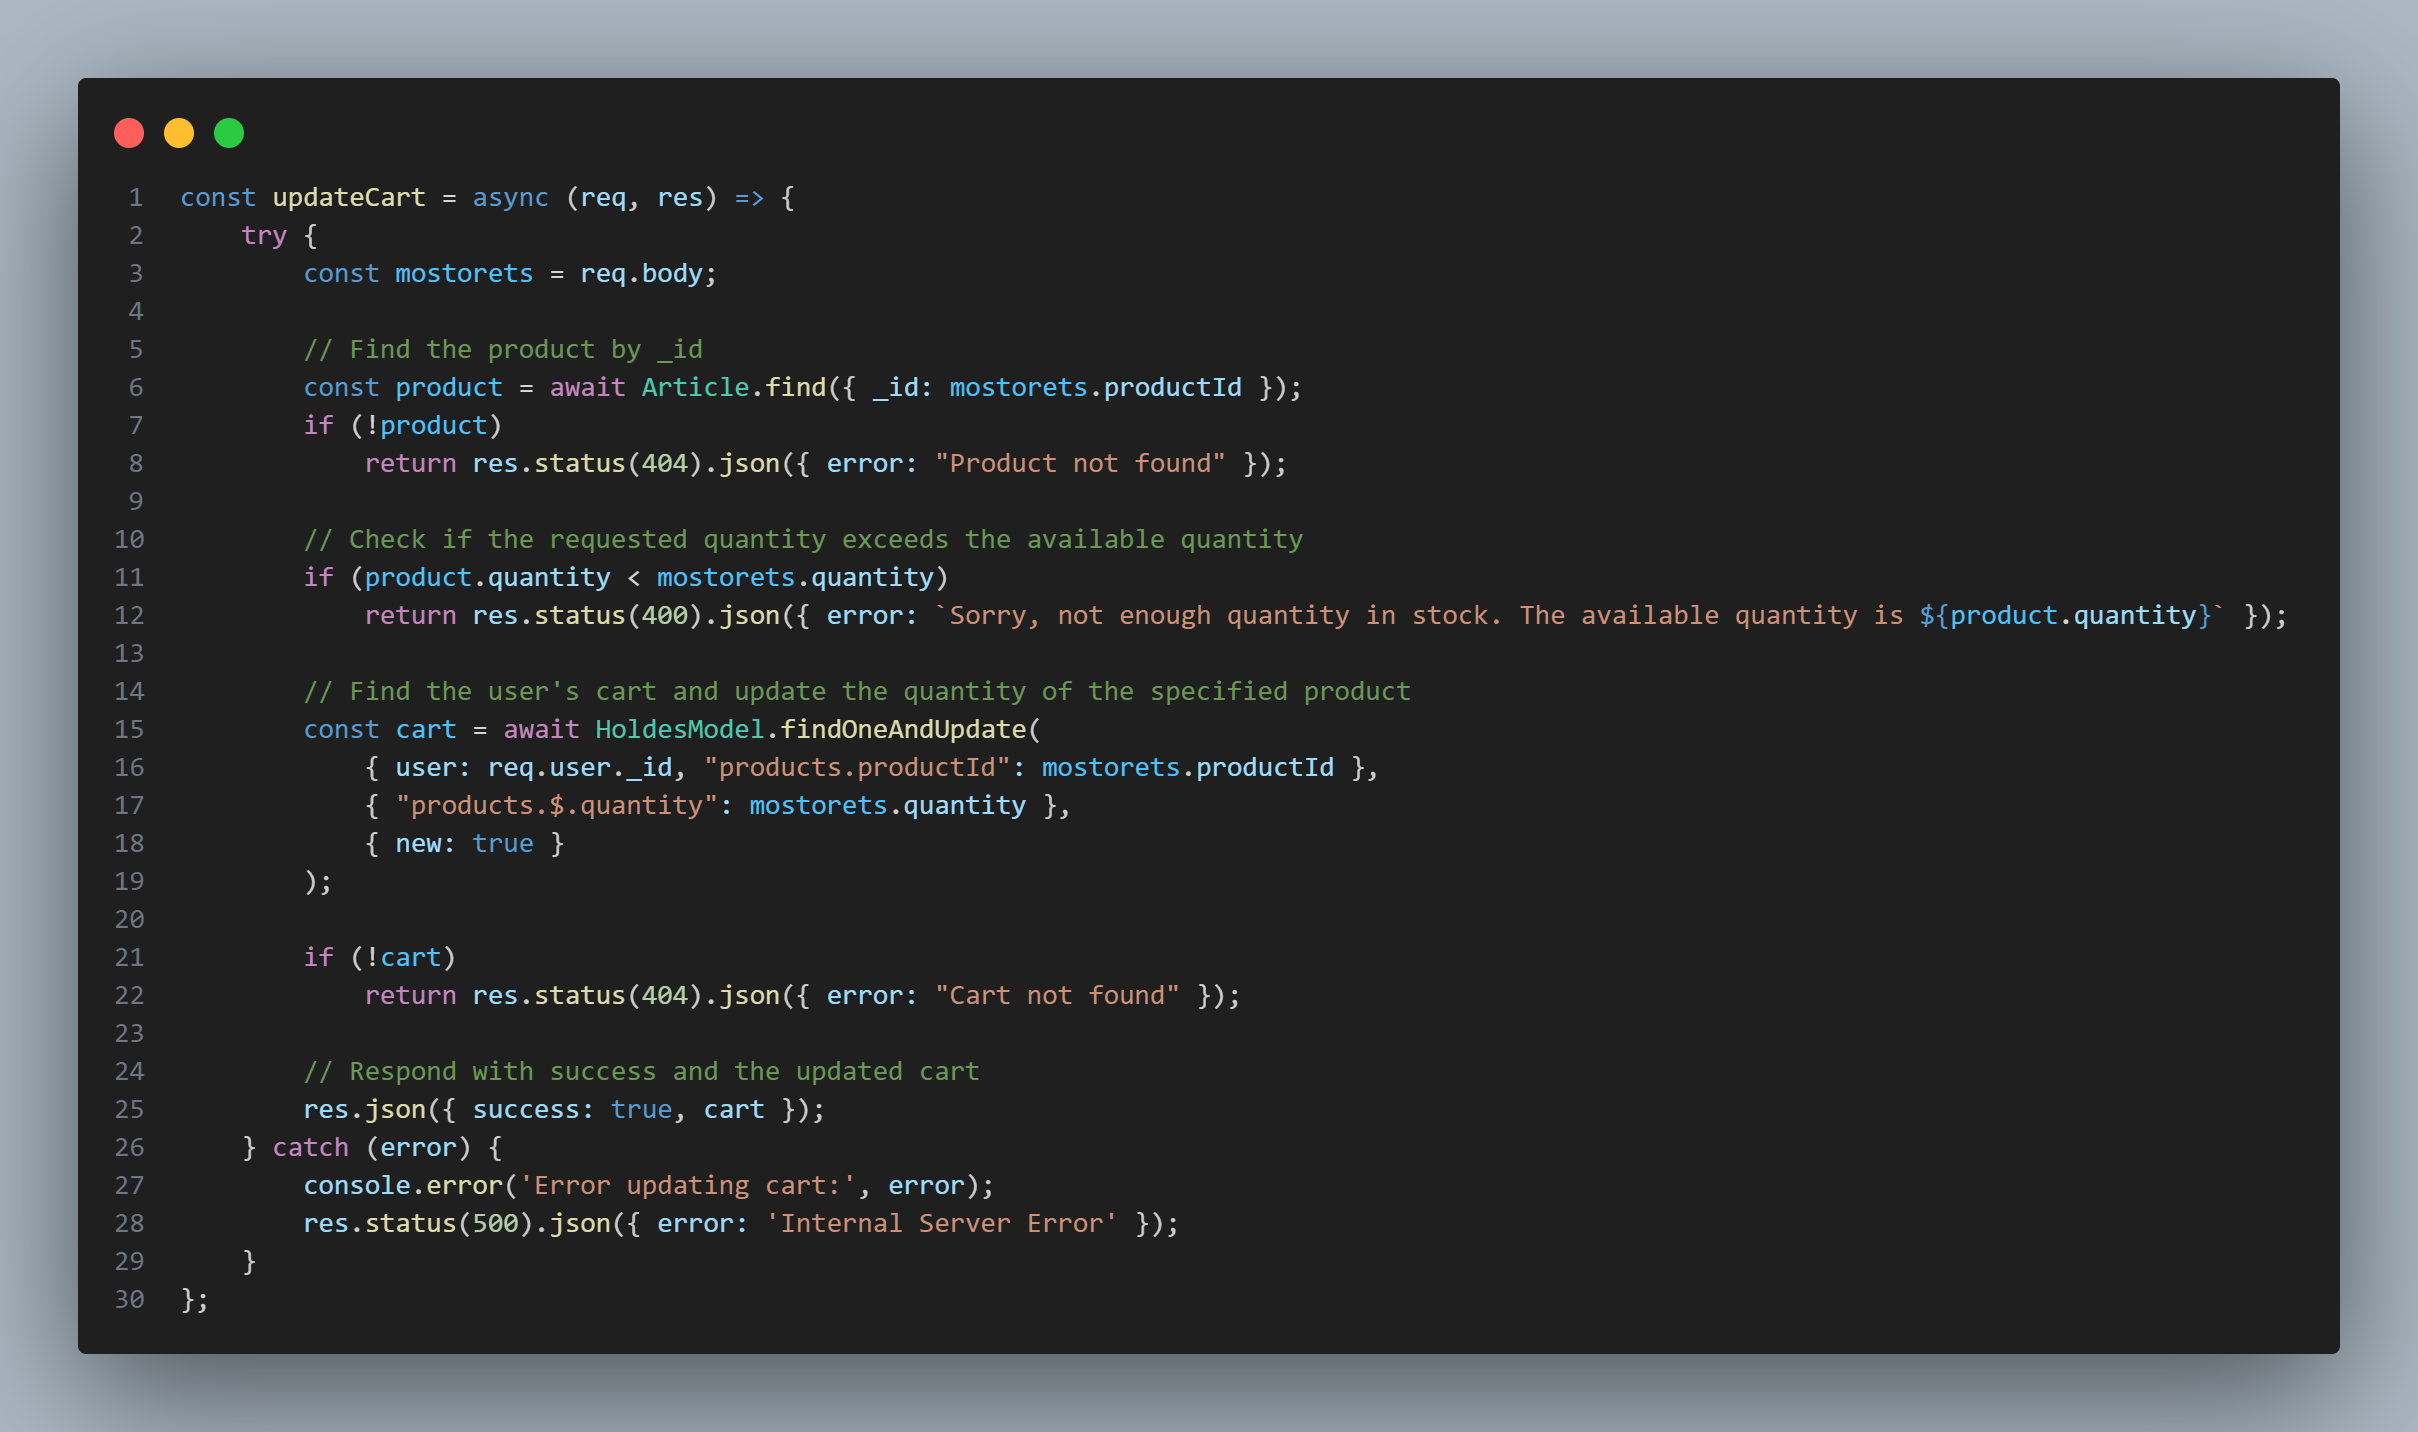 1 const updateCart = async (req, res) => {
2     try {
3         const mostorets = req.body;
4
5         // Find the product by _id
6         const product = await Article.find({ _id: mostorets.productId });
7         if (!product)
8             return res.status(404).json({ error: "Product not found" });
9
10         // Check if the requested quantity exceeds the available quantity
11         if (product.quantity < mostorets.quantity)
12             return res.status(400).json({ error: `Sorry, not enough quantity in stock. The available quantity is ${product.quantity}` });
13
14         // Find the user's cart and update the quantity of the specified product
15         const cart = await HoldesModel.findOneAndUpdate(
16             { user: req.user._id, "products.productId": mostorets.productId },
17             { "products.$.quantity": mostorets.quantity },
18             { new: true }
19         );
20
21         if (!cart)
22             return res.status(404).json({ error: "Cart not found" });
23
24         // Respond with success and the updated cart
25         res.json({ success: true, cart });
26     } catch (error) {
27         console.error('Error updating cart:', error);
28         res.status(500).json({ error: 'Internal Server Error' });
29     }
30 };